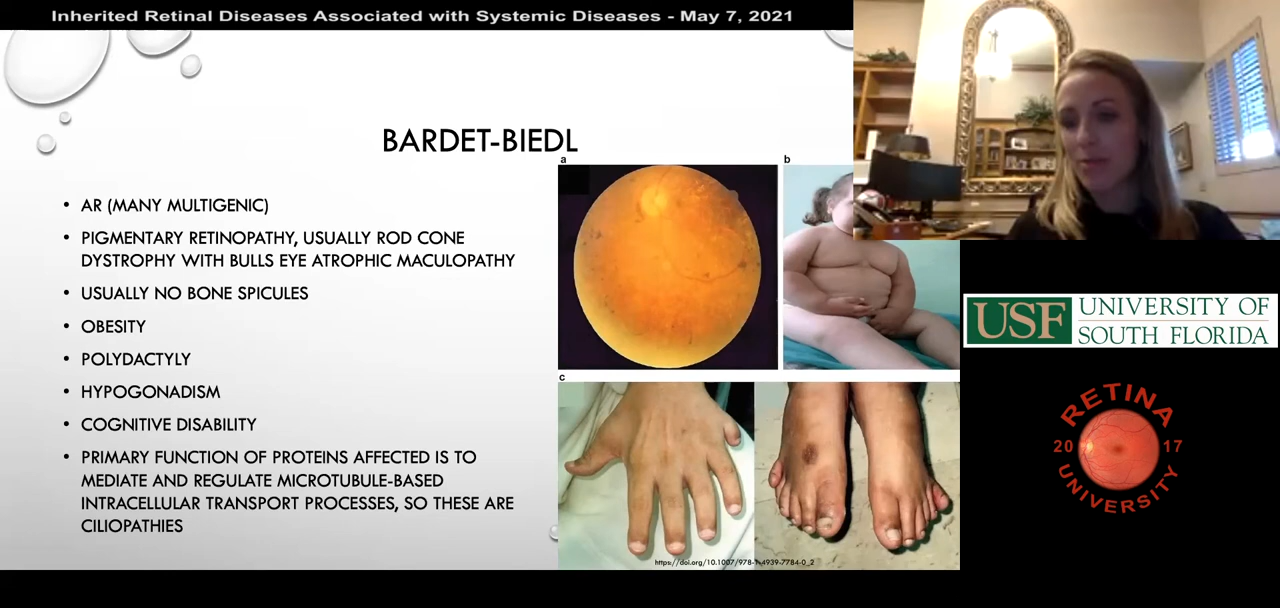 Inherited Retinal Diseases Associated with Systemic Diseases - May 7, 2021
BARDET-BIEDL
• AR (MANY MULTIGENIC)
• PIGMENTARY RETINOPATHY, USUALLY ROD CONE
DYSTROPHY WITH BULLS EYE ATROPHIC MACULOPATHY
• USUALLY NO BONE SPICULES
• OBESITY
• POLYDACTYLY
• HYPOGONADISM
• COGNITIVE DISABILITY
• PRIMARY FUNCTION OF PROTEINS AFFECTED IS TO
MEDIATE AND REGULATE MICROTUBULE-BASED
INTRACELLULAR TRANSPORT PROCESSES, SO THESE ARE
CILIOPATHIES
a
b
c
USF UNIVERSITY OF
SOUTH FLORIDA
RETINA
20 17
UNIVERSITY